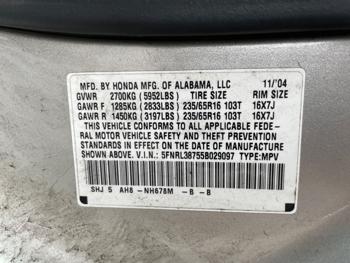 MFD. BY HONDA MFG. OF ALABAMA, LLC 11/'04
GVWR 2700KG (5952LBS) TIRE SIZE RIM SIZE
GAWR F 1285KG (2833LBS) 235/65R16 103T 16X7J
GAWR R 1450KG (3197LBS) 235/65R16 103T 16X7J
THIS VEHICLE CONFORMS TO ALL APPLICABLE FEDE-
RAL MOTOR VEHICLE SAFETY AND THEFT PREVENTION
STANDARDS IN EFFECT ON THE DATE OF MANUFACTURE
SHOWN ABOVE.
V.I.N.: 5FNRL38755B029097 TYPE:MPV
SHJ 5 AH8 -NH678M -B -B